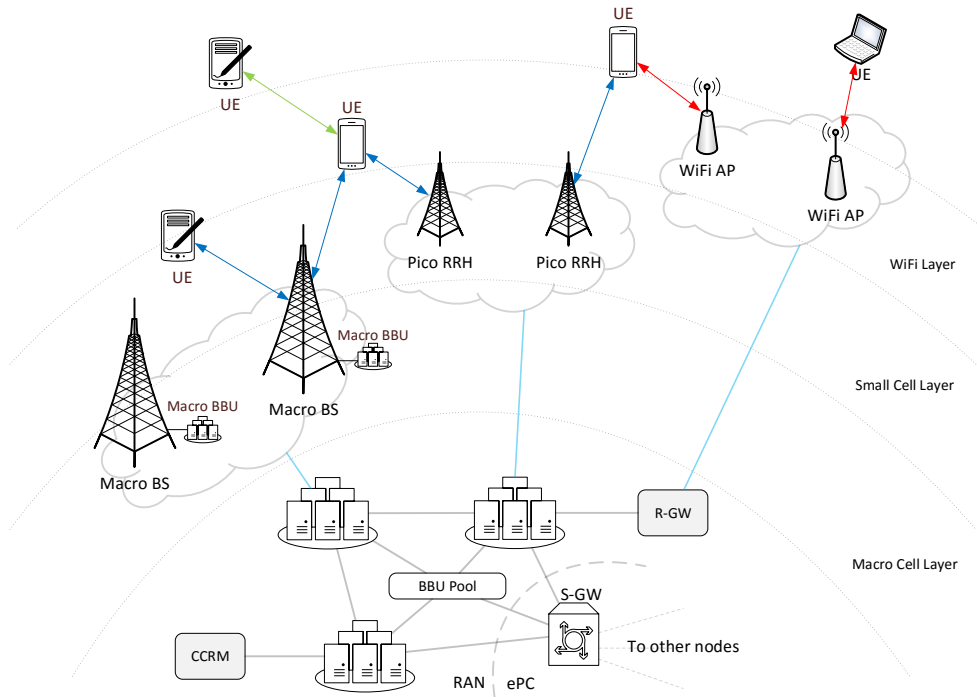 UE
UE
UE
UE
WiFi AP
WiFi AP
UE
Pico RRH
Pico RRH
WiFi Layer
Macro BBU
Small Cell Layer
Macro BBU
Macro BS
Macro BS
R-GW
Macro Cell Layer
BBU Pool
S-GW
To other nodes
CCRM
RAN
ePC